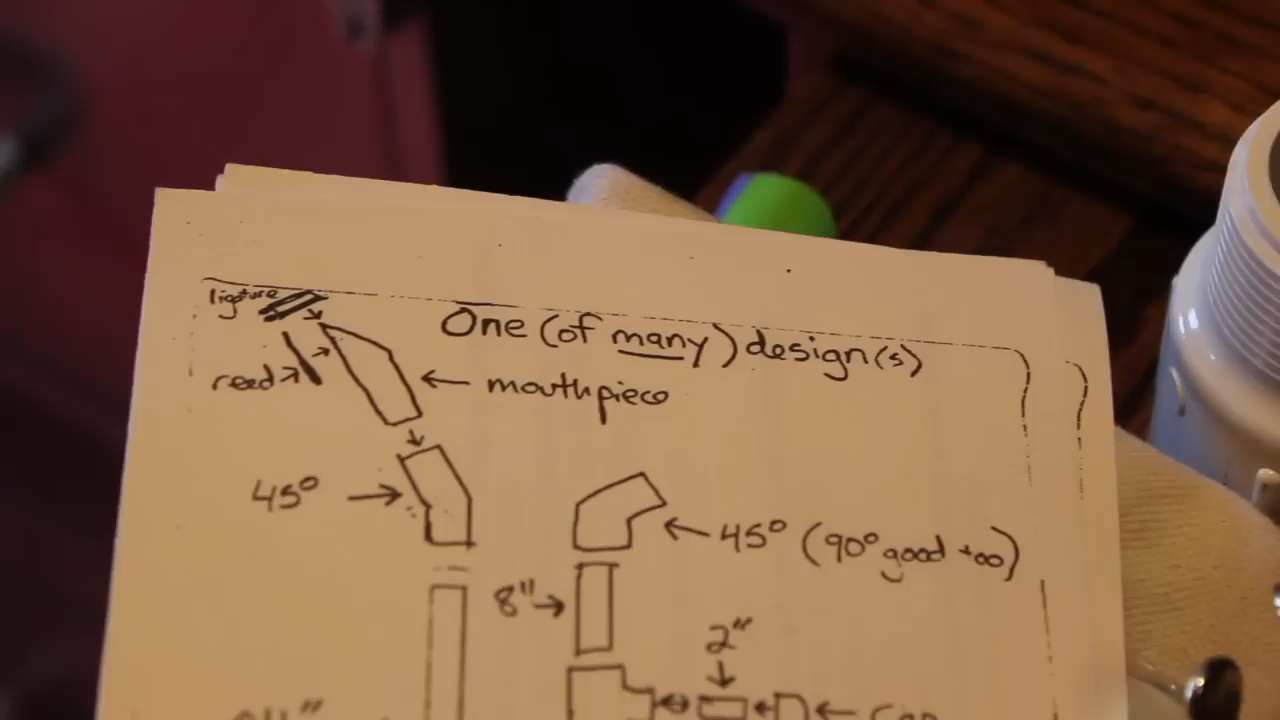 ligature
One (of many) design(s)
reed
mouthpiece
45°
45° (90° good too)
8"
2"